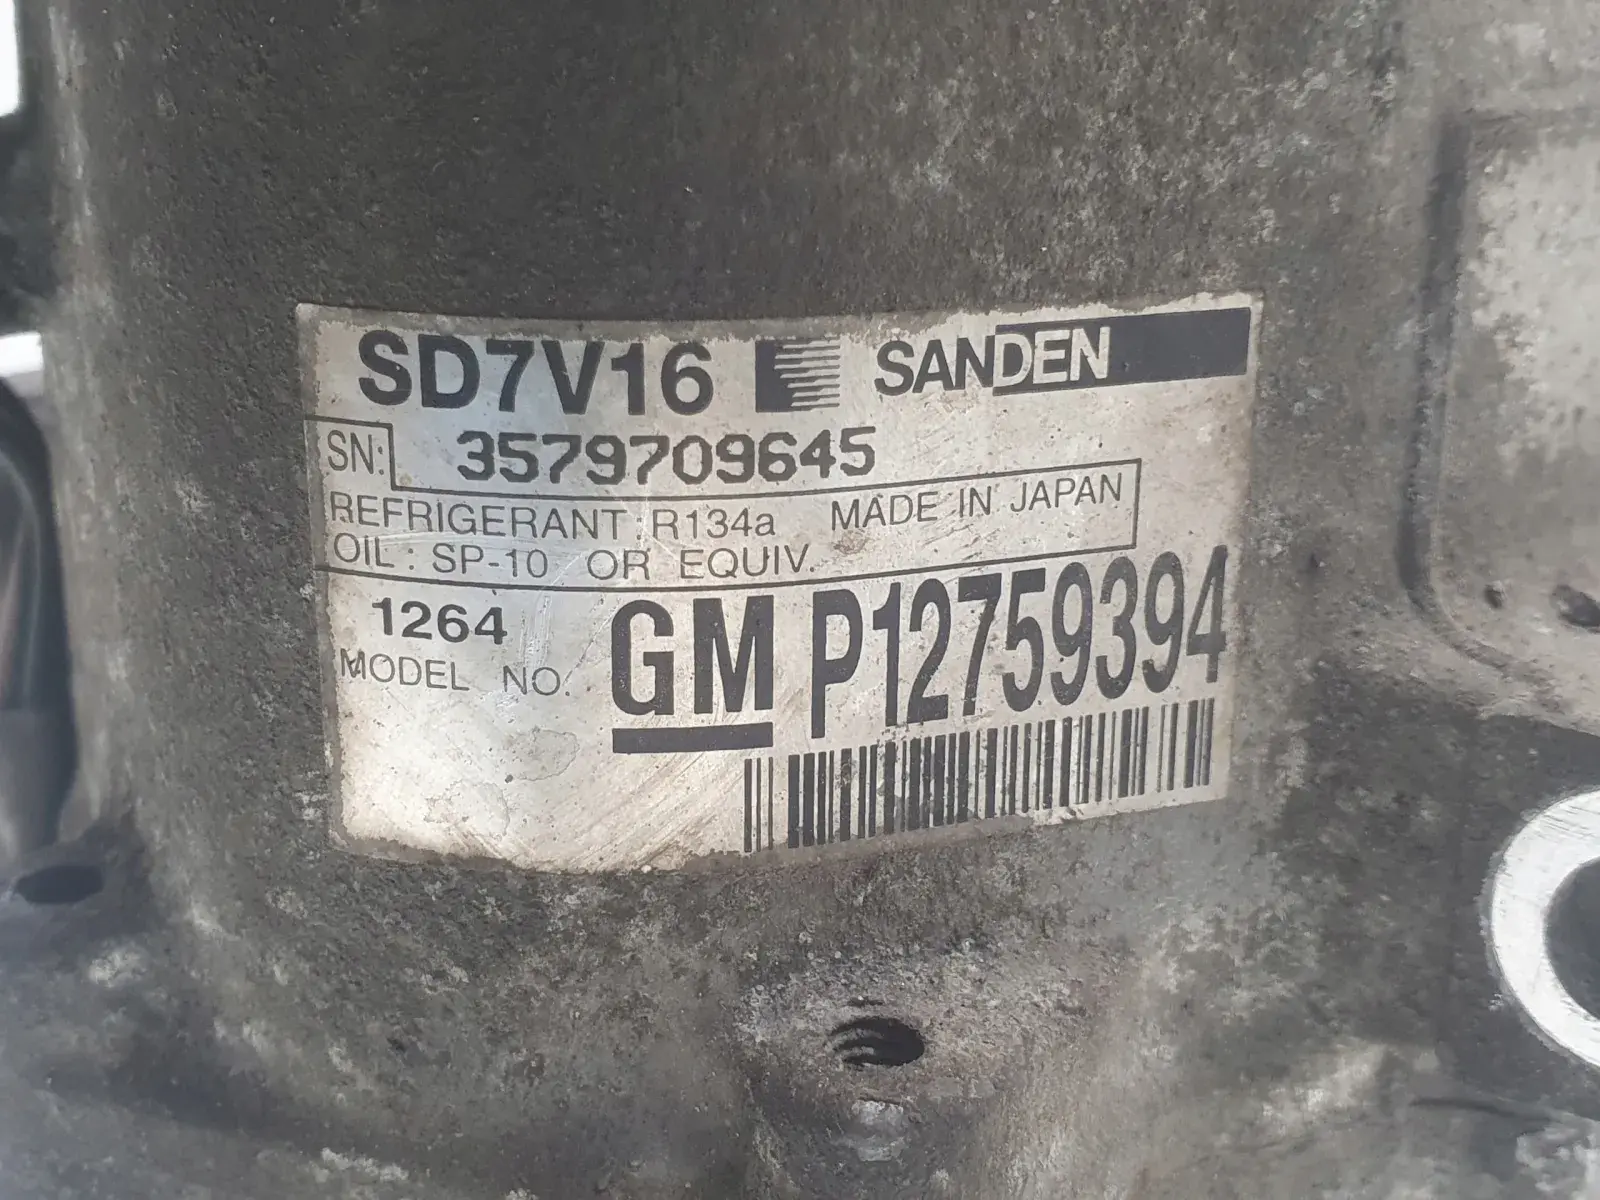 SD7V16 SANDEN
SN: 3579709645
REFRIGERANT : R134a MADE IN JAPAN
OIL : SP-10 OR EQUIV.
1264
MODEL NO.
GM P12759394